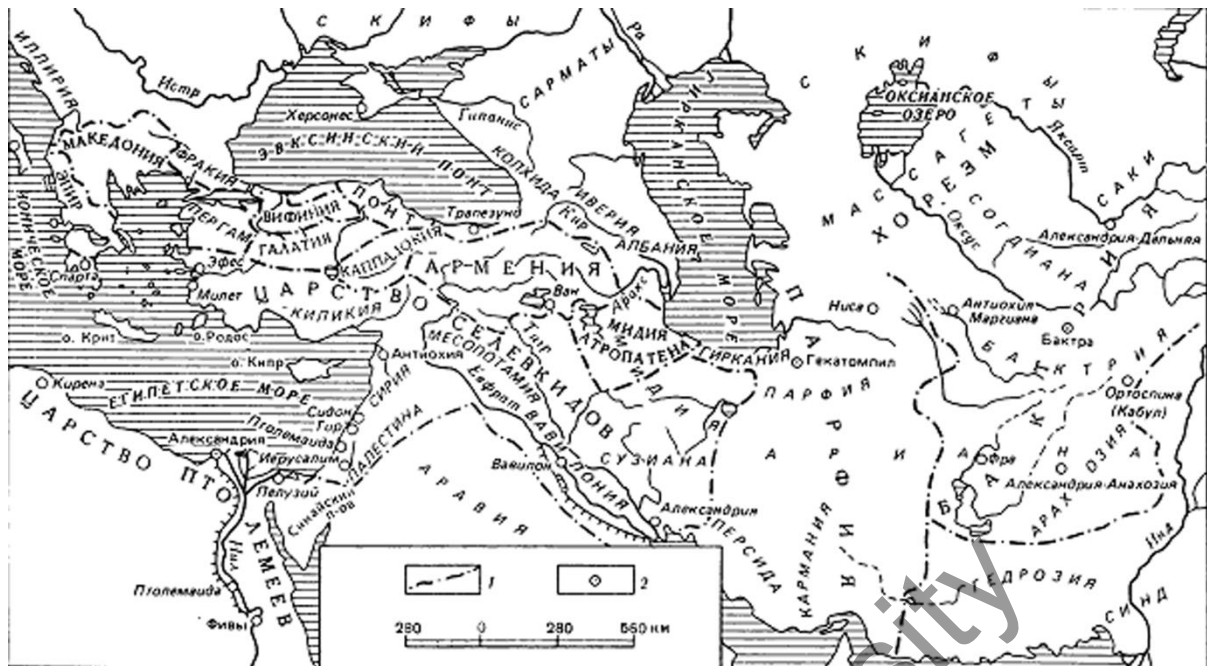 СКИФЫ
ИЛЛИРИЯ
Истр
Ра
САРМАТЫ
СКИФЫ
ОКСИАНСКОЕ
ОЗЕРО
Херсонес
Гипанис
ЭВКСИНСКИЙ
ПОНТ
МАКЕДОНИЯ
ФРАКИЯ
ЭПИР
ИОНИЧЕСКОЕ
МОРЕ
КОЛХИДА
ИВЕРИЯ
АЛБАНИЯ
МАССАГЕТЫ
ХОРЕЗМ
Яксарт
САКИ
СОГДИАНА
Оксус
Александрия-Дальняя
ПЕРГАМ
ВИФИНИЯ
ПОНТ
Трапезунд
Кир
ГАЛАТИЯ
КАППАДОКИЯ
АРМЕНИЯ
Спарта
Эфес
Милет
ЦАРСТВО
КИЛИКИЯ
Ван
Аракс
Ниса
Антиохия
Маргиана
Бактра
о. Крит
о.Родос
о. Кипр
Антиохия
СЕЛЕВКИДОВ
МЕСОПОТАМИЯ
Тигр
МИДИЯ
АТРОПАТЕНА
МИДИЯ
ГИРКАНИЯ
Гекатомпил
ПАРФИЯ
БАКТРИЯ
Ортоспина
(Кабул)
Кирена
ЕГИПЕТСКОЕ МОРЕ
СИРИЯ
Сидон
Тир
Птолемаида
Евфрат
ВАВИЛОНИЯ
ЦАРСТВО ПТОЛЕМЕЕВ
Александрия
Иерусалим
ПАЛЕСТИНА
Пелузий
Синайский
п-ов
АРАВИЯ
Вавилон
СУЗИАНА
Александрия
ПЕРСИДА
КАРМАНИЯ
ПАРФИЯ
АРИАНА
Фра
Александрия-Анахозия
АРАХОЗИЯ
БАКТРИЯ
Инд
ГЕДРОЗИЯ
СИНД
Нил
Птолемаида
Фивы
1
2
280 0 280 560 км
city